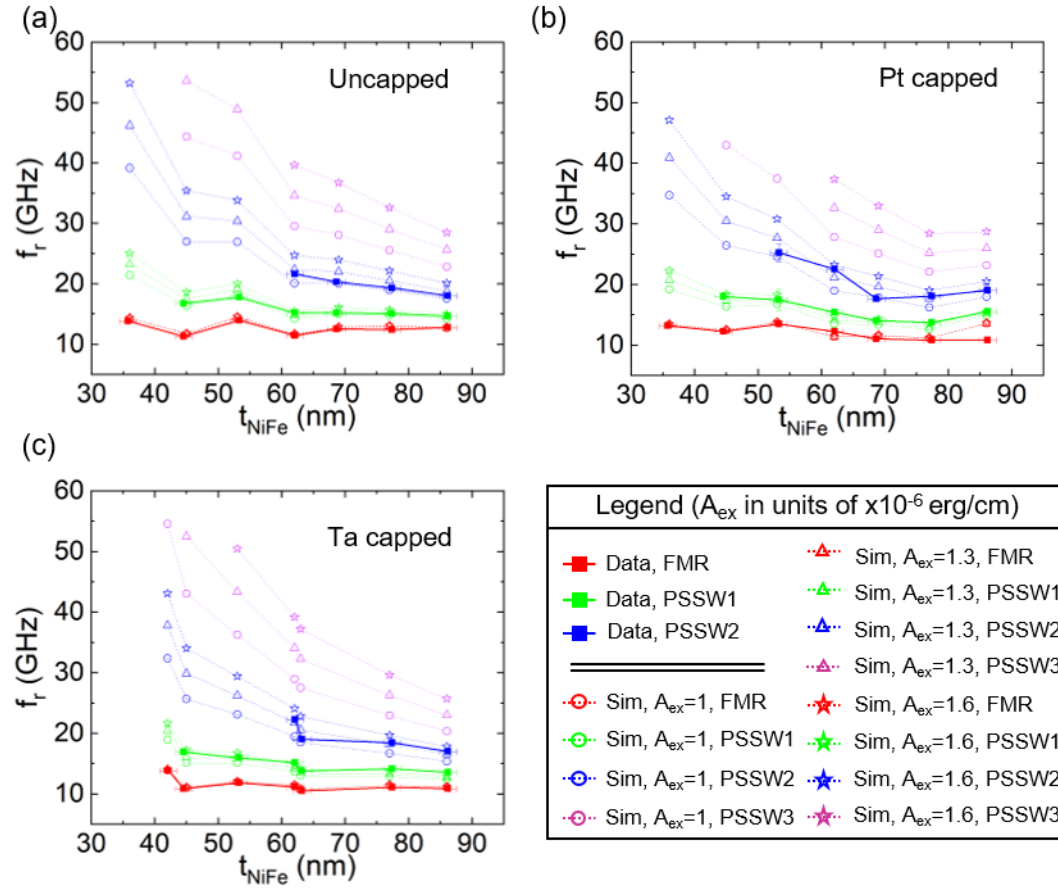 (a)
60
50
40
30
20
10
f_r (GHz)
Uncapped
30 40 50 60 70 80 90
t_NiFe (nm)
(b)
60
50
40
30
20
10
f_r (GHz)
Pt capped
30 40 50 60 70 80 90
t_NiFe (nm)
(c)
60
50
40
30
20
10
f_r (GHz)
Ta capped
30 40 50 60 70 80 90
t_NiFe (nm)
Legend (A_ex in units of x10^-6 erg/cm)
Data, FMR
Data, PSSW1
Data, PSSW2
Sim, A_ex=1, FMR
Sim, A_ex=1, PSSW1
Sim, A_ex=1, PSSW2
Sim, A_ex=1, PSSW3
Sim, A_ex=1.3, FMR
Sim, A_ex=1.3, PSSW1
Sim, A_ex=1.3, PSSW2
Sim, A_ex=1.3, PSSW3
Sim, A_ex=1.6, FMR
Sim, A_ex=1.6, PSSW1
Sim, A_ex=1.6, PSSW2
Sim, A_ex=1.6, PSSW3